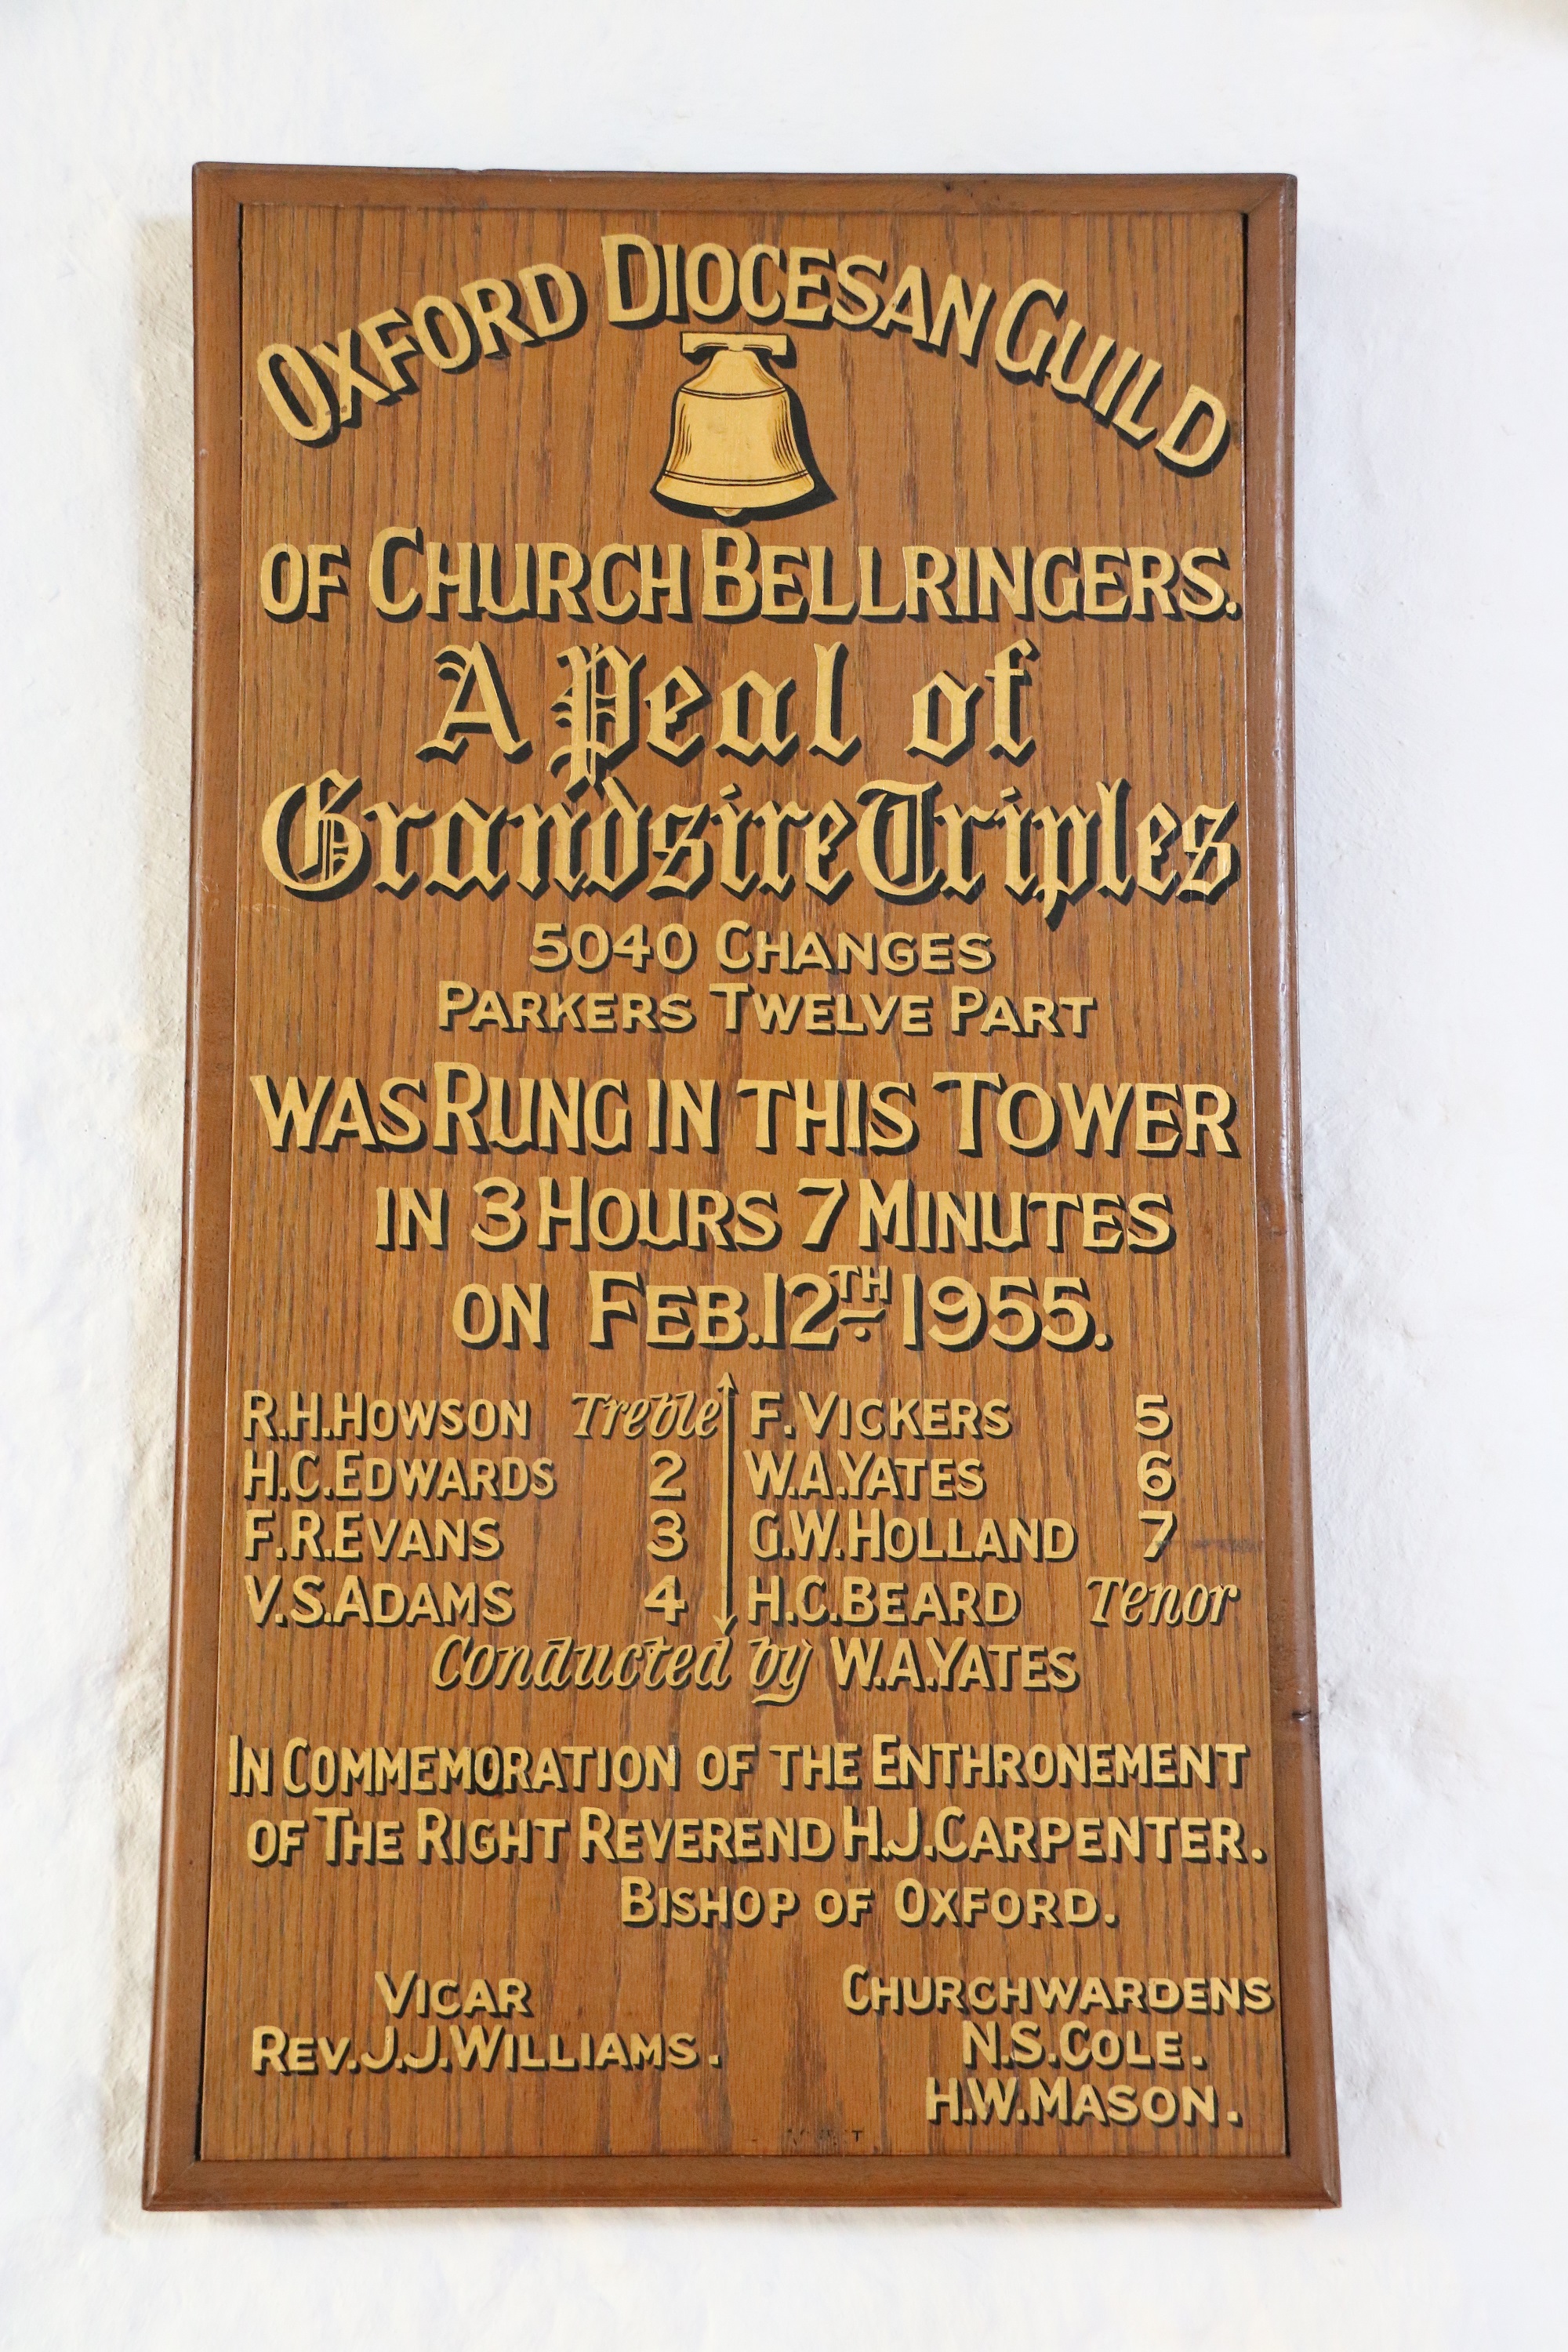 OXFORD DIOCESAN GUILD
OF CHURCH BELLRINGERS.
A Peal of
Grandsire Triples
5040 CHANGES
PARKERS TWELVE PART
WAS RUNG IN THIS TOWER
IN 3 HOURS 7 MINUTES
ON FEB. 12TH 1955.
R.H.HOWSON Treble F.VICKERS 5
H.C.EDWARDS 2 W.A.YATES 6
F.R.EVANS 3 G.W.HOLLAND 7
V.S.ADAMS 4 H.C.BEARD Tenor
Conducted by W.A.YATES
IN COMMEMORATION OF THE ENTHRONEMENT
OF THE RIGHT REVEREND H.J.CARPENTER.
BISHOP OF OXFORD.
VICAR CHURCHWARDENS
REV.J.J.WILLIAMS. N.S.COLE.
H.W.MASON.